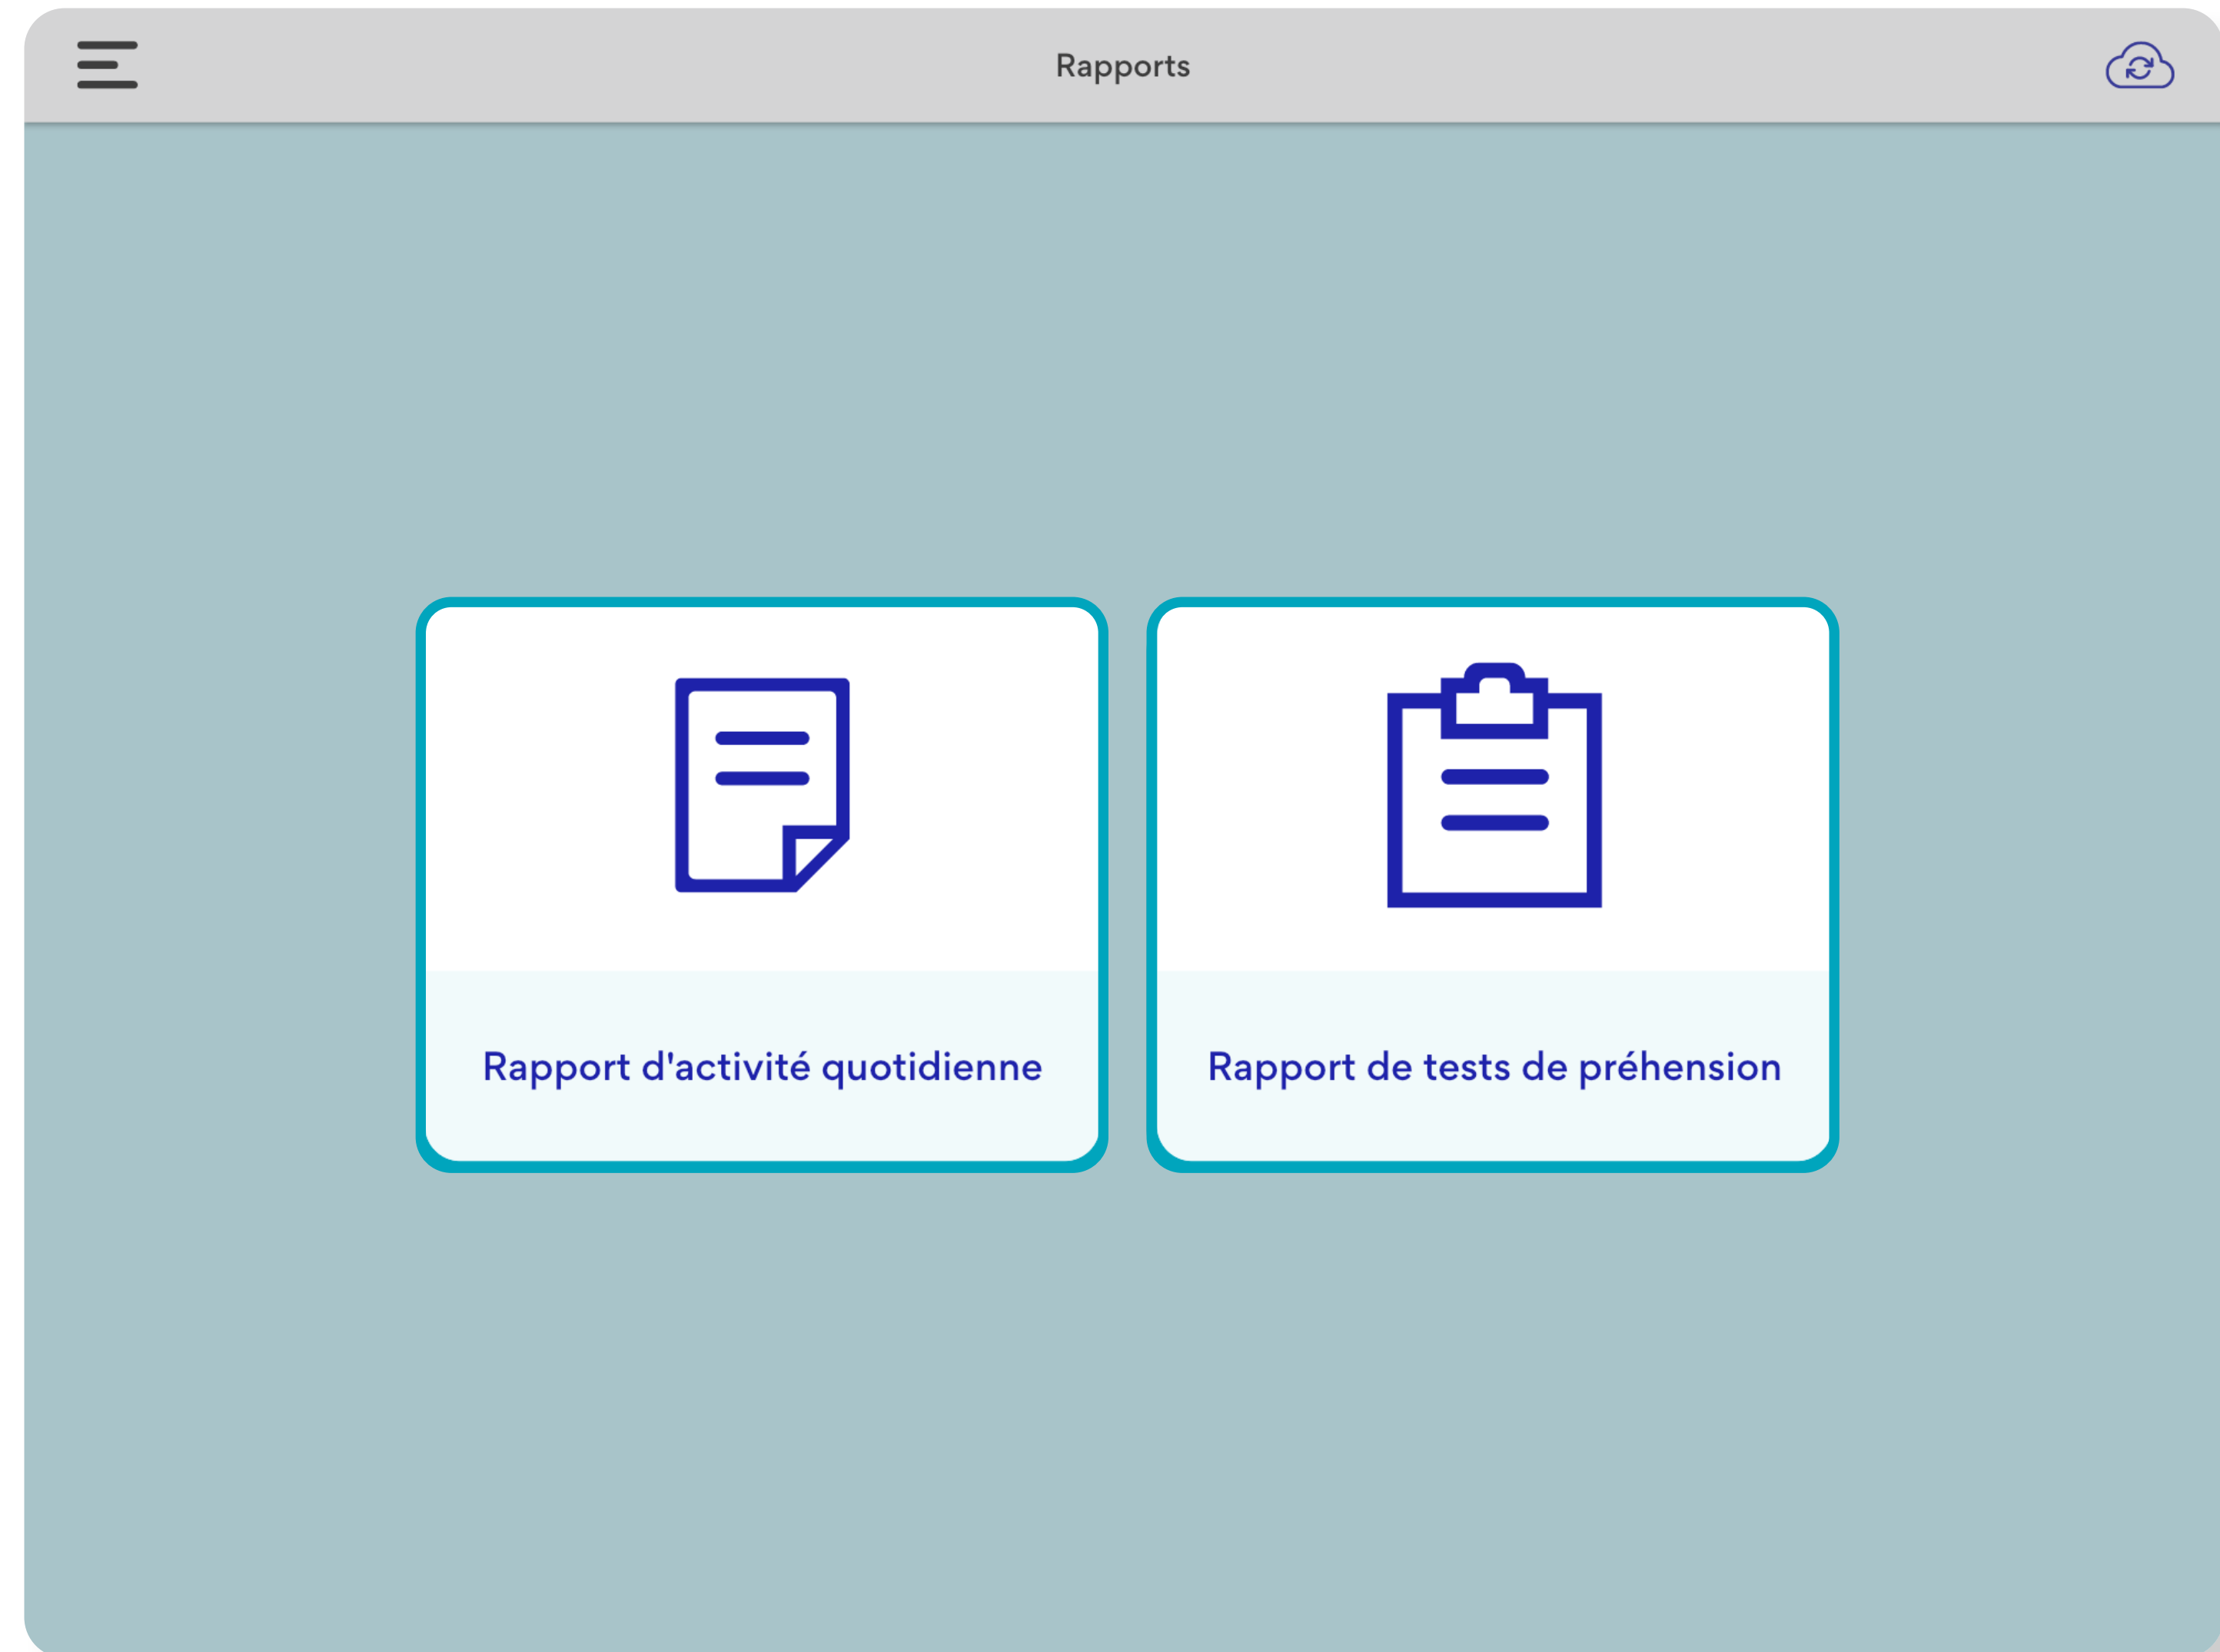 Rapports
Rapport d'activité quotidienne
Rapport de tests de préhension